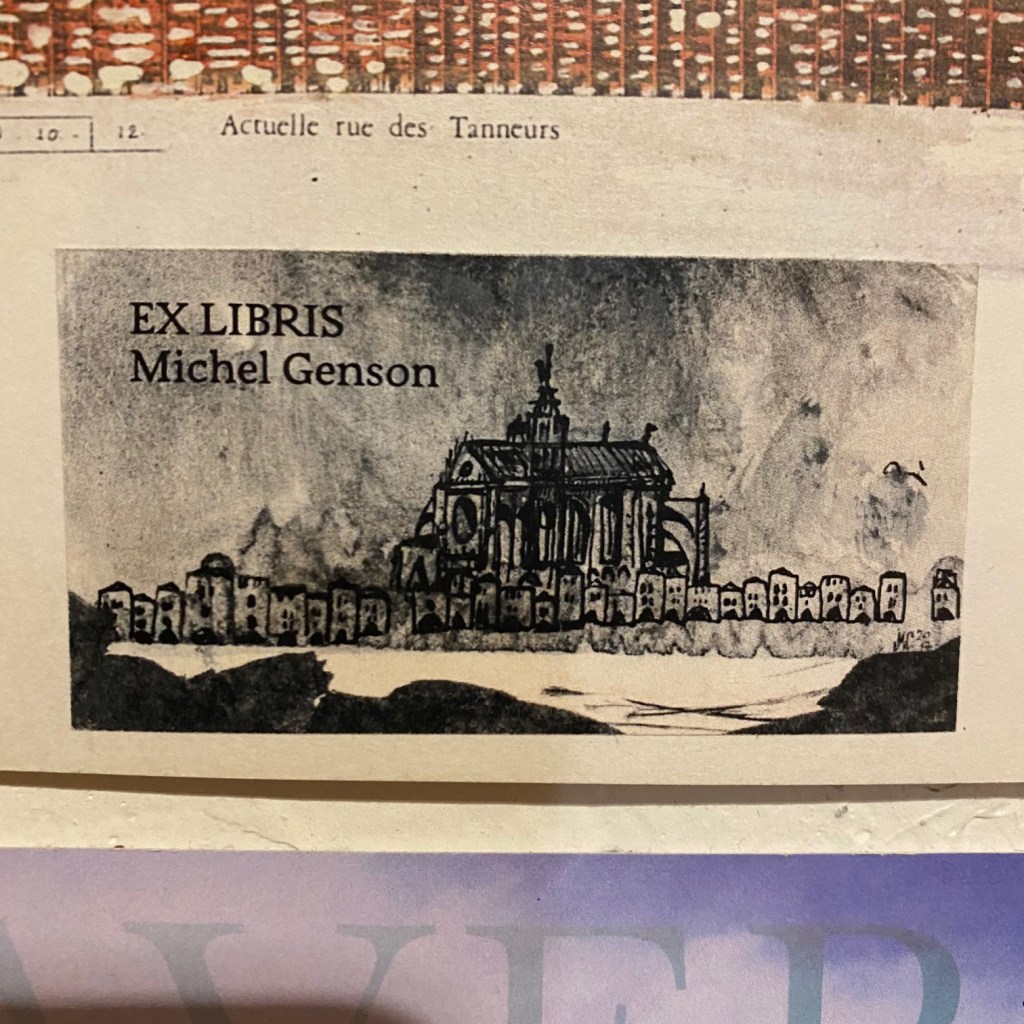 10. - 12.
Actuelle rue des Tanneurs
EX LIBRIS
Michel Genson